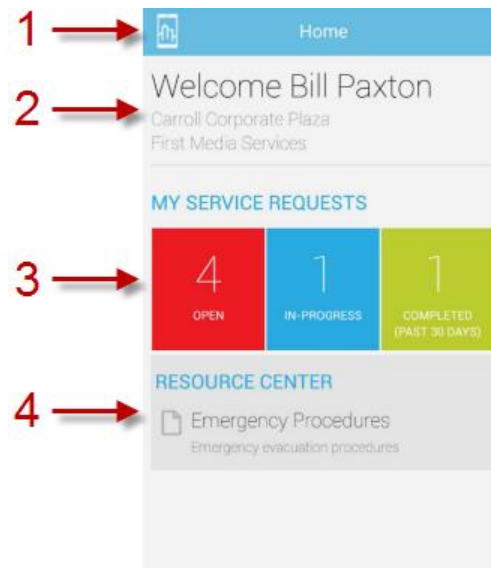 1
Home
2
Welcome Bill Paxton
Carroll Corporate Plaza
First Media Services
MY SERVICE REQUESTS
3
4
1
1
OPEN
IN-PROGRESS
COMPLETED
(PAST 30 DAYS)
RESOURCE CENTER
4
Emergency Procedures
Emergency evacuation procedures